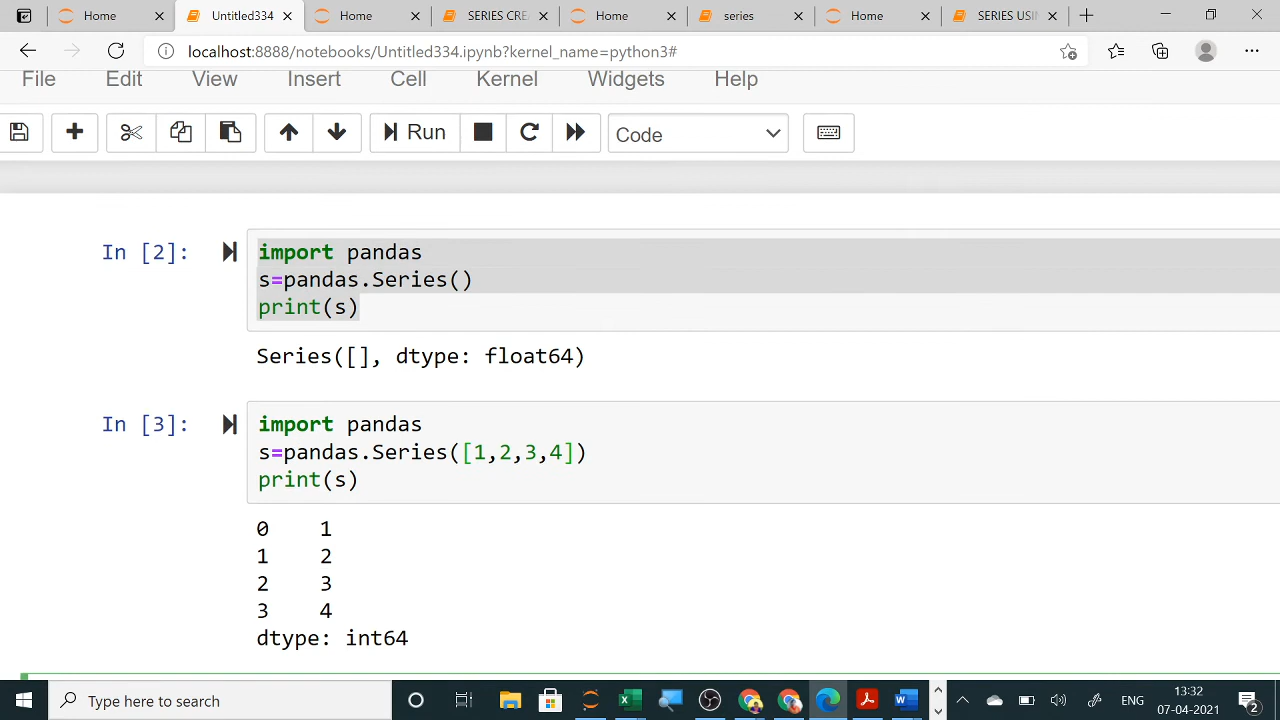 Home
Untitled334
Home
SERIES CRE
Home
series
Home
SERIES USI
localhost:8888/notebooks/Untitled334.ipynb?kernel_name=python3#
File Edit View Insert Cell Kernel Widgets Help
Run
Code
In [2]:
import pandas
s=pandas.Series()
print(s)
Series([], dtype: float64)
In [3]:
import pandas
s=pandas.Series([1,2,3,4])
print(s)
0 1
1 2
2 3
3 4
dtype: int64
Type here to search
ENG
13:32
07-04-2021
2